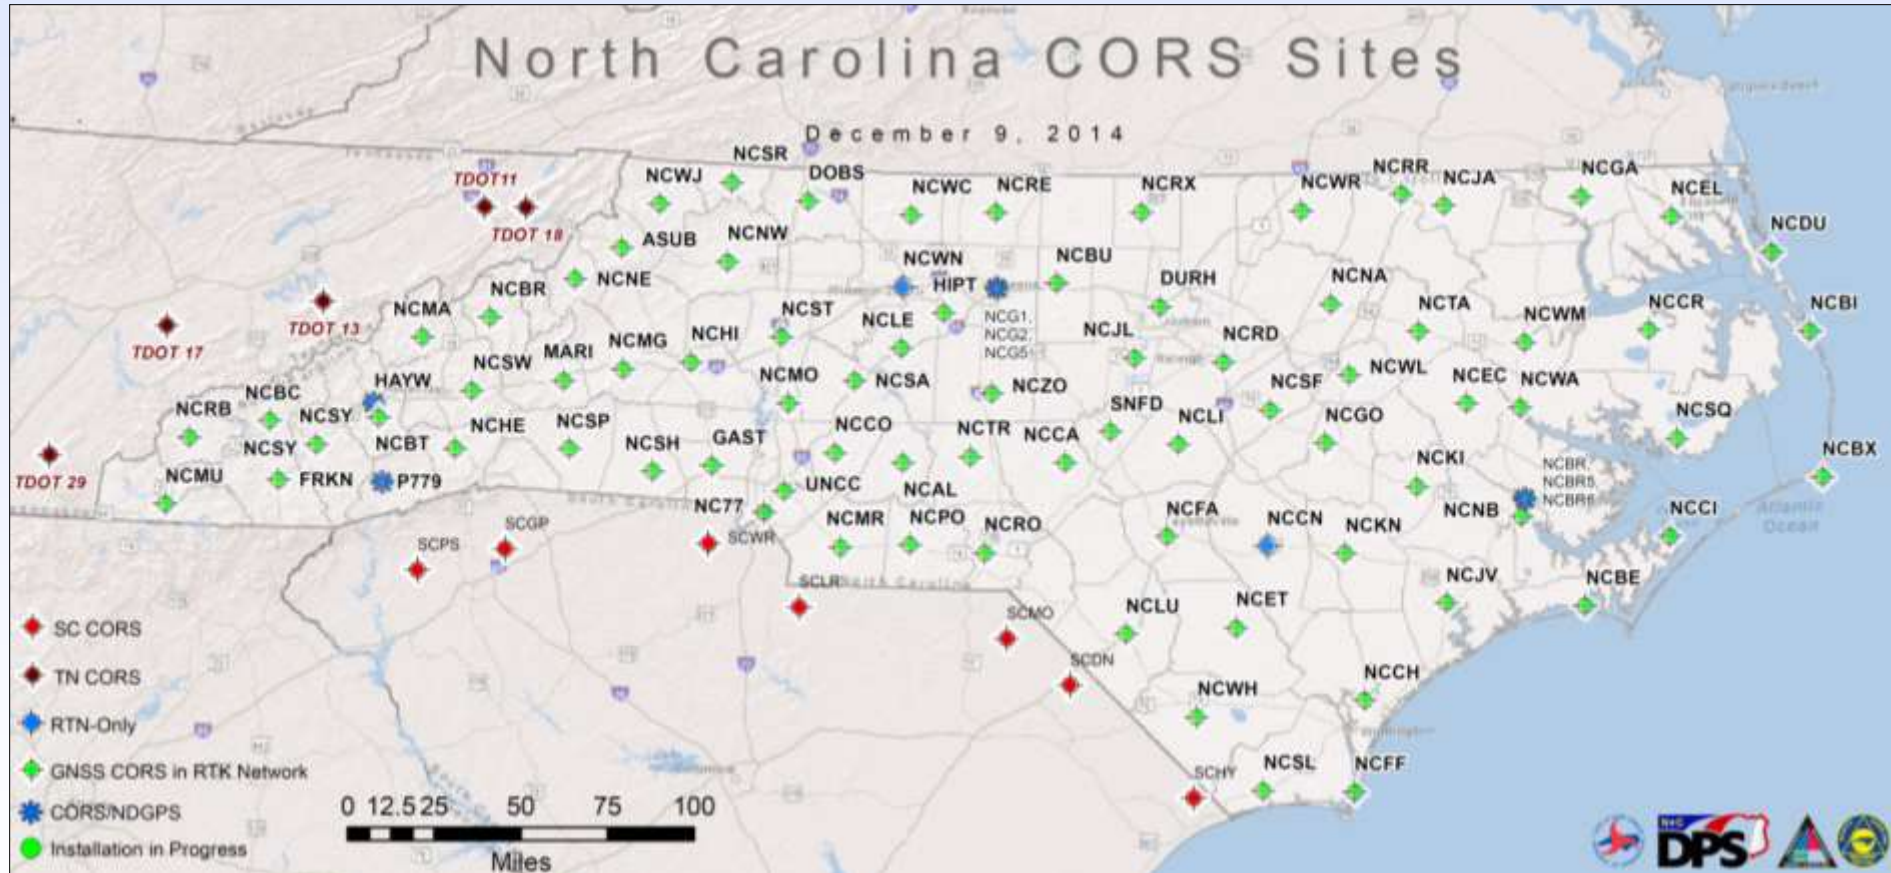 North Carolina CORS Sites
December 9, 2014
NCSR
NCWJ
DOBS
NCWC
NCRE
NCRX
NCWR
NCRR
NCJA
NCGA
NCEL
NCDU
TDOT11
TDOT 18
ASUB
NCNW
NCWN
NCBU
NCNE
HIPT
DURH
NCNA
NCTA
NCWM
NCCR
NCBI
TDOT 17
TDOT 13
NCMA
NCBR
NCMG
NCHI
NCST
NCLE
NCG1,
NCG2,
NCG5
NCJL
NCRD
NCSW
MARI
HAYW
NCMO
NCSA
NCZO
NCSF
NCWL
NCEC
NCWA
NCRB
NCBC
NCSY
NCBT
NCHE
NCSP
NCSH
GAST
NCCO
NCTR
NCCA
SNFD
NCLI
NCGO
NCSQ
NCBX
TDOT 29
NCMU
NCSY
FRKN
P779
NC77
UNCC
NCAL
NCKI
NCBR,
NCBR5,
NCBR6
NCNB
NCCI
SCPS
SCGP
SCWR
NCMR
NCPO
NCRO
NCFA
NCCN
NCKN
SCLR
North Carolina
SCMO
NCLU
NCET
NCJV
NCBE
SCDN
NCWH
NCCH
SCHY
NCSL
NCFF
Atlantic
Ocean
SC CORS
TN CORS
RTN-Only
GNSS CORS in RTK Network
CORS/NDGPS
Installation in Progress
0 12.5 25 50 75 100
Miles
DPS